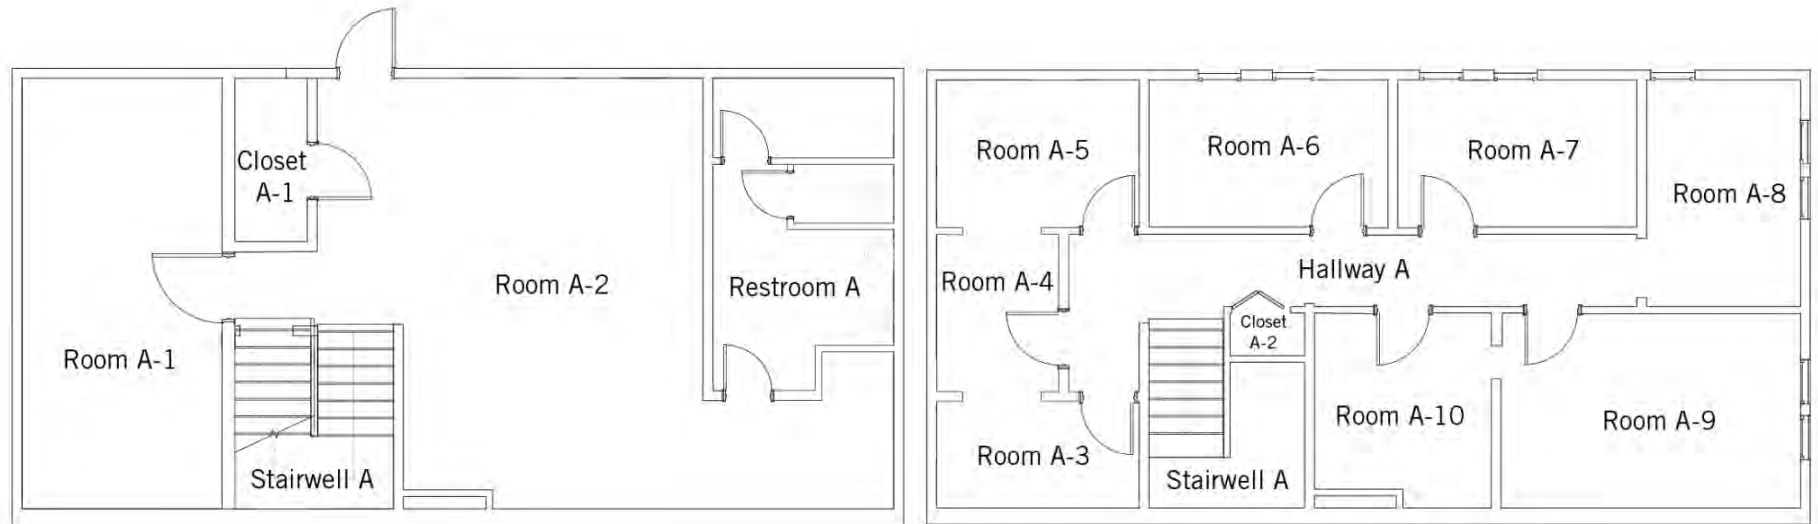 Closet
A-1
Room A-1
Room A-2
Restroom A
Stairwell A
Room A-5
Room A-6
Room A-7
Room A-8
Room A-4
Hallway A
Closet
A-2
Room A-3
Stairwell A
Room A-10
Room A-9